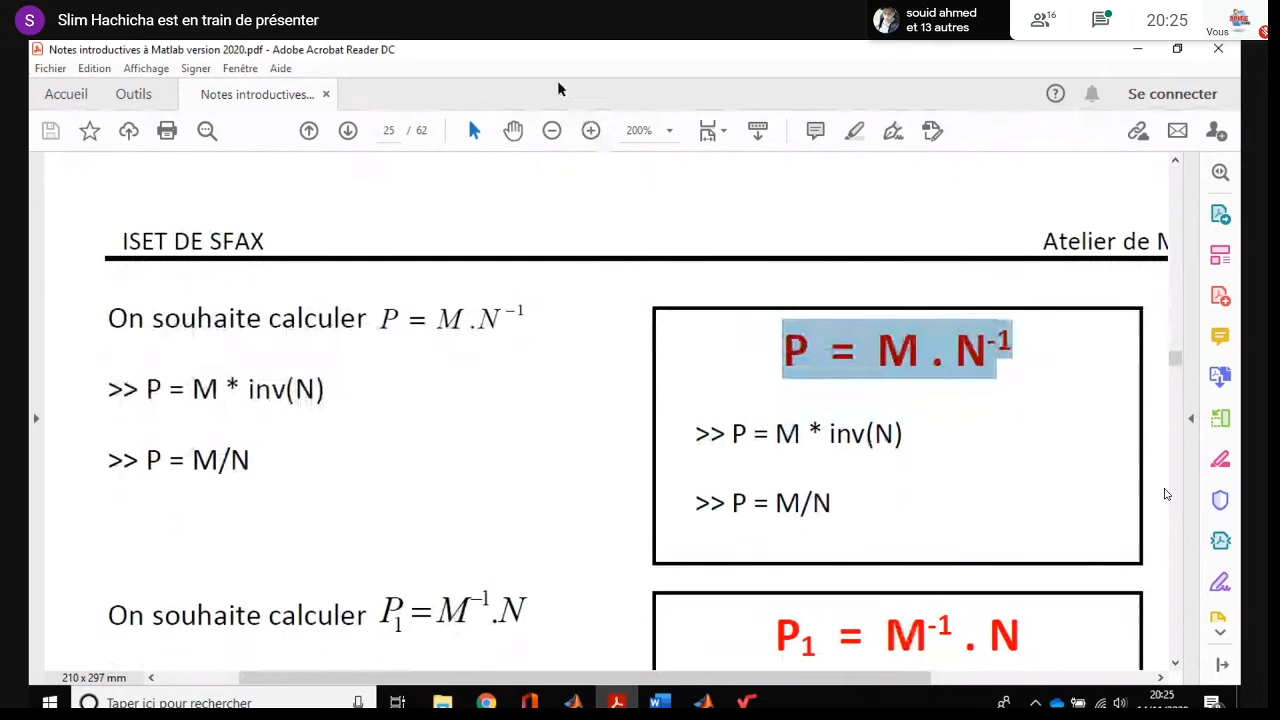 S Slim Hachicha est en train de présenter
souid ahmed
et 13 autres
16
20:25
Vous
Notes introductives à Matlab version 2020.pdf - Adobe Acrobat Reader DC
Fichier Edition Affichage Signer Fenêtre Aide
Accueil Outils Notes introductives... × Se connecter
25 / 62 200%
ISET DE SFAX Atelier de M
On souhaite calculer P = M .N⁻¹
>> P = M * inv(N)
>> P = M/N
P = M . N⁻¹
>> P = M * inv(N)
>> P = M/N
On souhaite calculer P₁ = M⁻¹.N
P₁ = M⁻¹ . N
210 x 297 mm
Taper ici pour rechercher
20:25